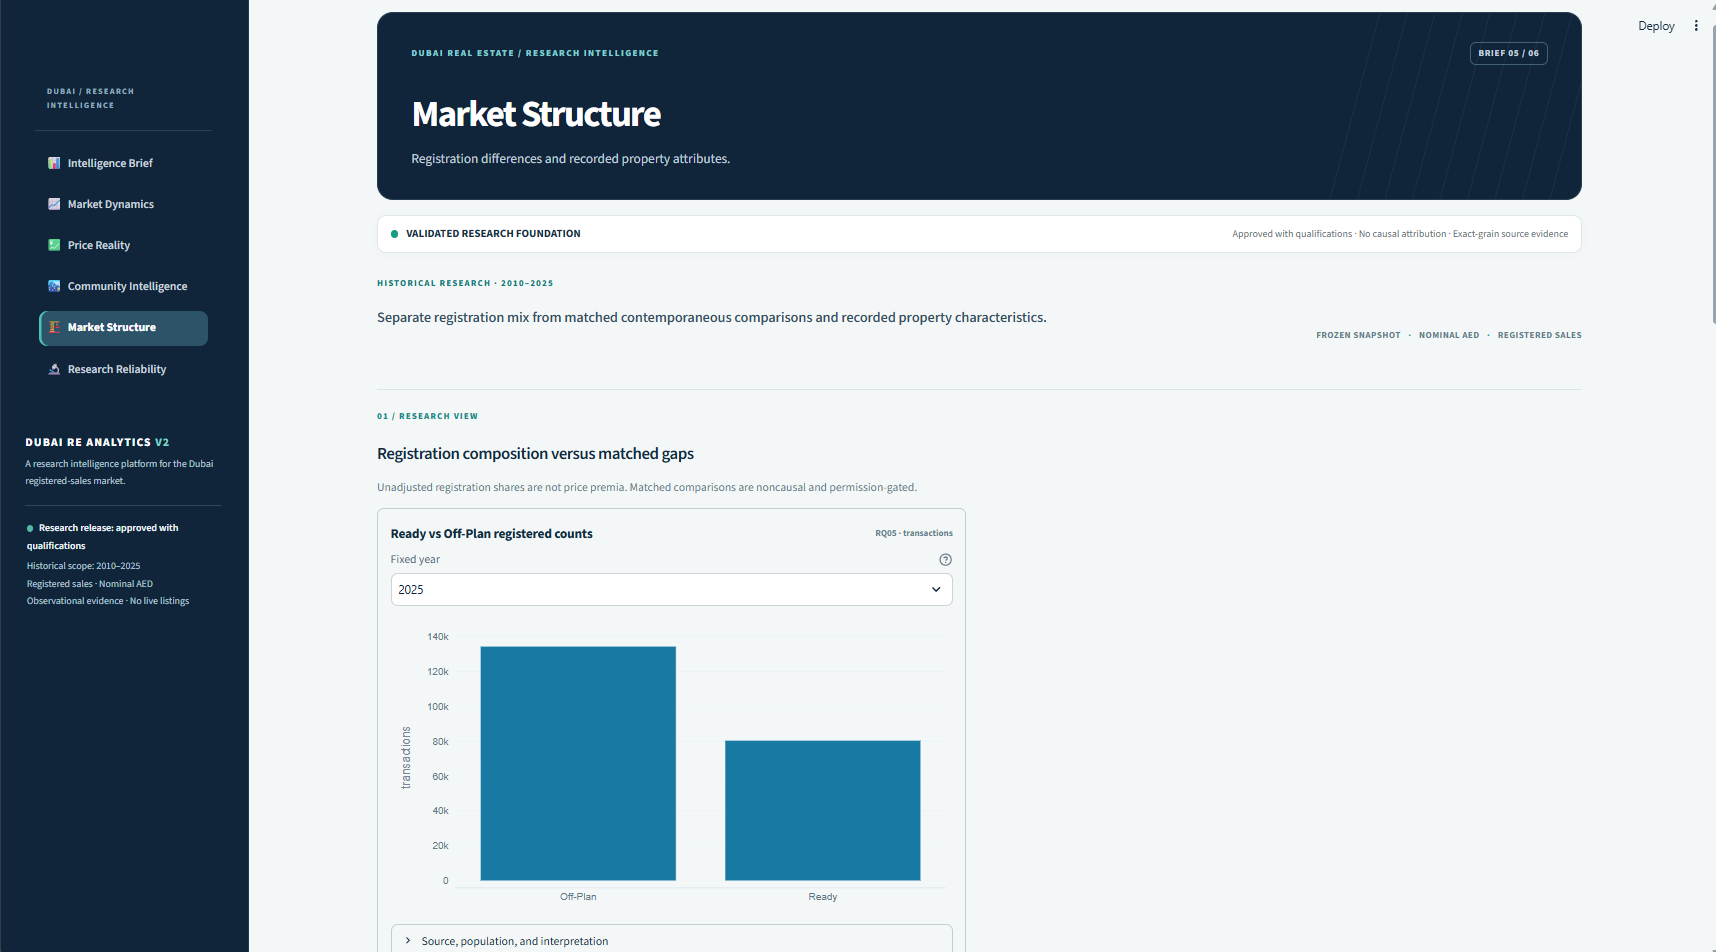 DUBAI / RESEARCH
INTELLIGENCE
Intelligence Brief
Market Dynamics
Price Reality
Community Intelligence
Market Structure
Research Reliability
DUBAI RE ANALYTICS V2
A research intelligence platform for the Dubai
registered-sales market.
Research release: approved with
qualifications
Historical scope: 2010–2025
Registered sales · Nominal AED
Observational evidence · No live listings
Deploy
DUBAI REAL ESTATE / RESEARCH INTELLIGENCE
BRIEF 05 / 06
Market Structure
Registration differences and recorded property attributes.
VALIDATED RESEARCH FOUNDATION
Approved with qualifications · No causal attribution · Exact-grain source evidence
HISTORICAL RESEARCH · 2010–2025
Separate registration mix from matched contemporaneous comparisons and recorded property characteristics.
FROZEN SNAPSHOT · NOMINAL AED · REGISTERED SALES
01 / RESEARCH VIEW
Registration composition versus matched gaps
Unadjusted registration shares are not price premia. Matched comparisons are noncausal and permission-gated.
Ready vs Off-Plan registered counts
RQ05 · transactions
Fixed year
2025
140k
120k
100k
80k
60k
40k
20k
0
transactions
Off-Plan
Ready
Source, population, and interpretation